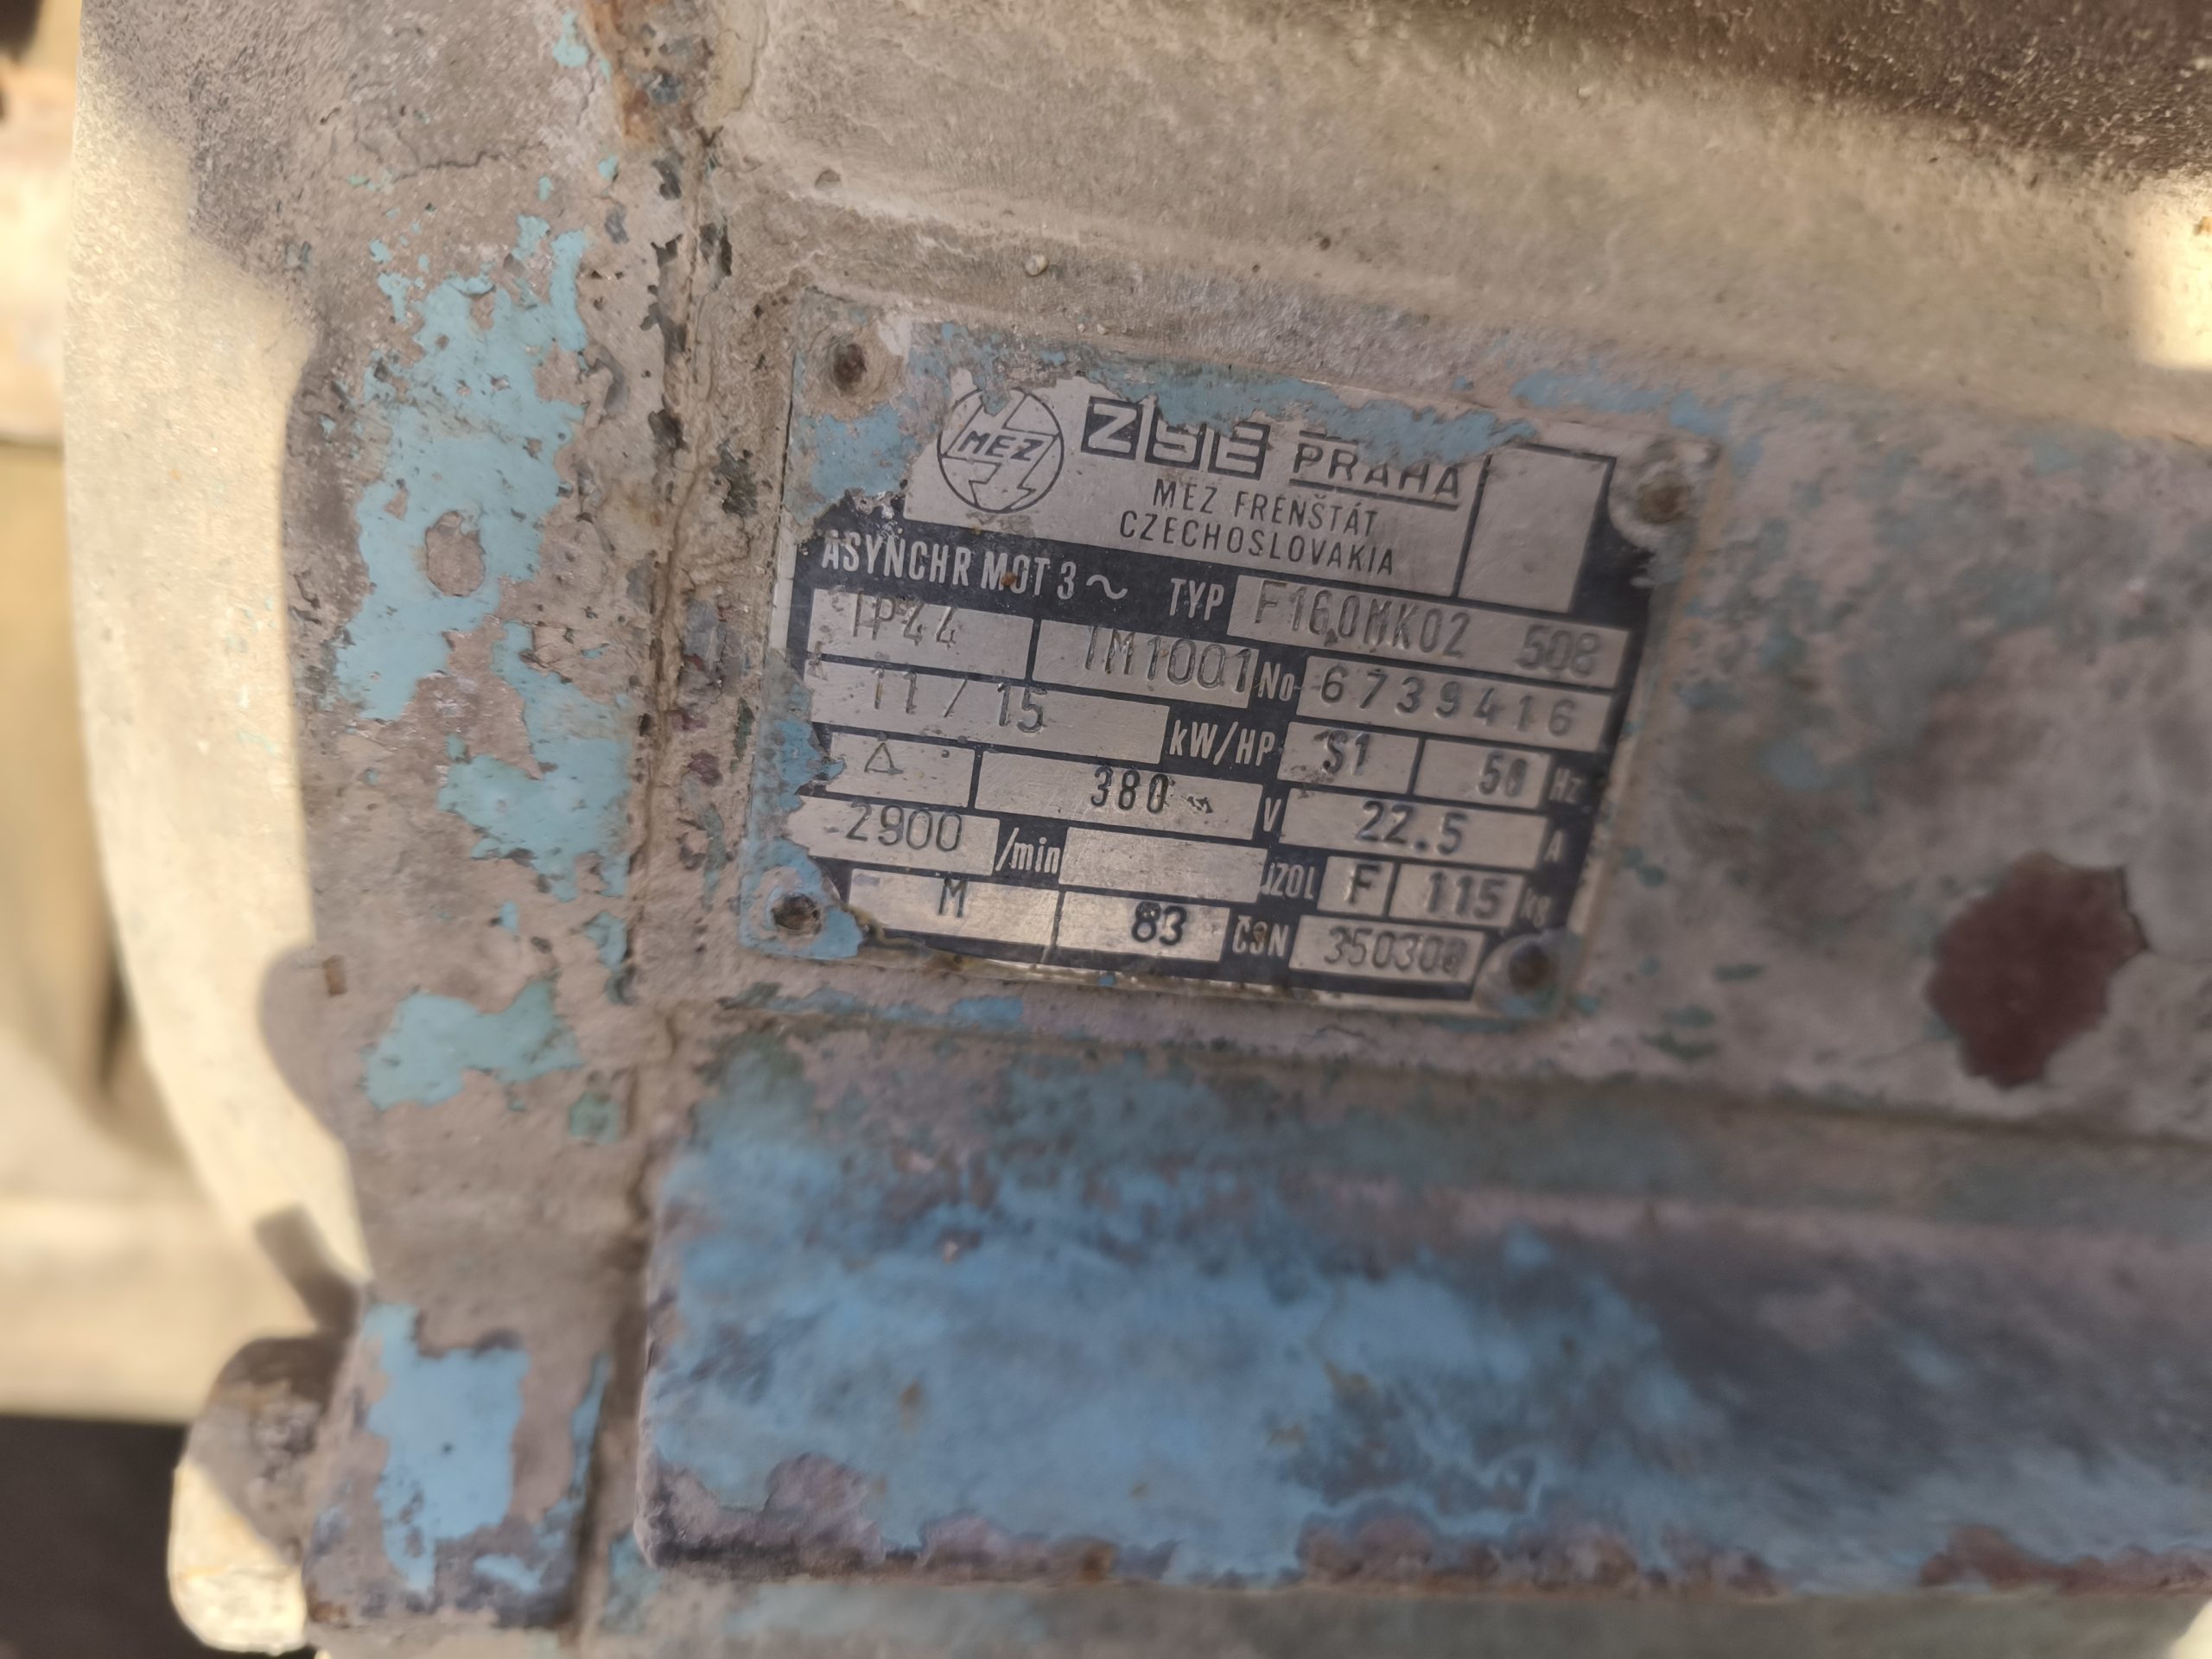 MEZ ZSE PRAHA
MEZ FRENŠTÁT
CZECHOSLOVAKIA
ASYNCHR MOT 3 ~ TYP F160MK02 508
IP44 IM1001 No 6739416
11 / 15 kW/HP S1 50 Hz
△ 380 V 22.5 A
2900 /min IZOL F 115 kg
M 83 ČSN 350300